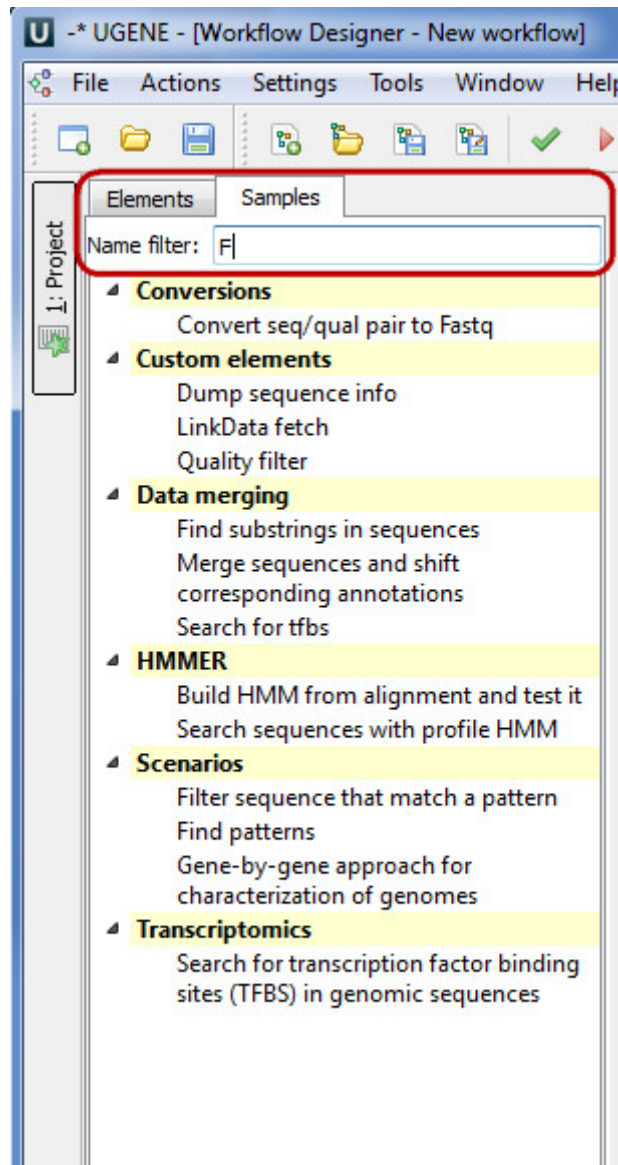 U -* UGENE - [Workflow Designer - New workflow]
File Actions Settings Tools Window Help
Elements Samples
1: Project
Name filter: F
Conversions
Convert seq/qual pair to Fastq
Custom elements
Dump sequence info
LinkData fetch
Quality filter
Data merging
Find substrings in sequences
Merge sequences and shift
corresponding annotations
Search for tfbs
HMMER
Build HMM from alignment and test it
Search sequences with profile HMM
Scenarios
Filter sequence that match a pattern
Find patterns
Gene-by-gene approach for
characterization of genomes
Transcriptomics
Search for transcription factor binding
sites (TFBS) in genomic sequences